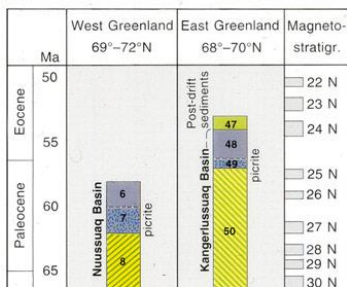 West Greenland
69°–72°N
East Greenland
68°–70°N
Magneto-
stratigr.
Ma
50
55
60
65
Eocene
Paleocene
Nuussuaq Basin
6
7
8
picrite
Post-drift
sediments
Kangerlussuaq Basin
47
48
49
50
picrite
22 N
23 N
24 N
25 N
26 N
27 N
28 N
29 N
30 N